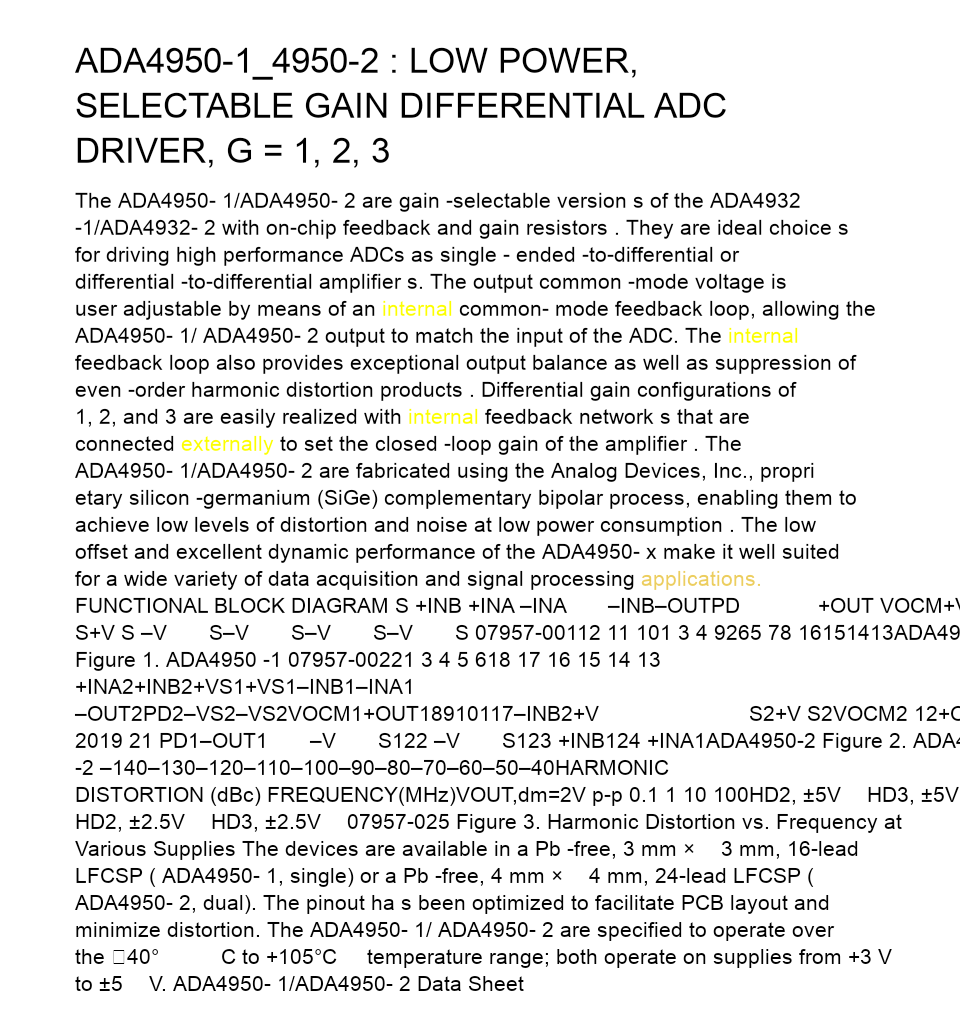 ADA4950-1_4950-2 : LOW POWER,
SELECTABLE GAIN DIFFERENTIAL ADC
DRIVER, G = 1, 2, 3
The ADA4950- 1/ADA4950- 2 are gain -selectable version s of the ADA4932
-1/ADA4932- 2 with on-chip feedback and gain resistors . They are ideal choice s
for driving high performance ADCs as single - ended -to-differential or
differential -to-differential amplifier s. The output common -mode voltage is
user adjustable by means of an internal common- mode feedback loop, allowing the
ADA4950- 1/ ADA4950- 2 output to match the input of the ADC. The internal
feedback loop also provides exceptional output balance as well as suppression of
even -order harmonic distortion products . Differential gain configurations of
1, 2, and 3 are easily realized with internal feedback network s that are
connected externally to set the closed -loop gain of the amplifier . The
ADA4950- 1/ADA4950- 2 are fabricated using the Analog Devices, Inc., propri
etary silicon -germanium (SiGe) complementary bipolar process, enabling them to
achieve low levels of distortion and noise at low power consumption . The low
offset and excellent dynamic performance of the ADA4950- x make it well suited
for a wide variety of data acquisition and signal processing applications.
FUNCTIONAL BLOCK DIAGRAM S +INB +INA –INA –INB–OUTPD +OUT VOCM+V
S+V S –V S–V S–V S–V S 07957-00112 11 101 3 4 9265 78 16151413ADA49
Figure 1. ADA4950 -1 07957-00221 3 4 5 618 17 16 15 14 13
+INA2+INB2+VS1+VS1–INB1–INA1
–OUT2PD2–VS2–VS2VOCM1+OUT18910117–INB2+V S2+V S2VOCM2 12+O
2019 21 PD1–OUT1 –V S122 –V S123 +INB124 +INA1ADA4950-2 Figure 2. ADA4
-2 –140–130–120–110–100–90–80–70–60–50–40HARMONIC
DISTORTION (dBc) FREQUENCY(MHz)VOUT,dm=2V p-p 0.1 1 10 100HD2, ±5V HD3, ±5V
HD2, ±2.5V HD3, ±2.5V 07957-025 Figure 3. Harmonic Distortion vs. Frequency at
Various Supplies The devices are available in a Pb -free, 3 mm × 3 mm, 16-lead
LFCSP ( ADA4950- 1, single) or a Pb -free, 4 mm × 4 mm, 24-lead LFCSP (
ADA4950- 2, dual). The pinout ha s been optimized to facilitate PCB layout and
minimize distortion. The ADA4950- 1/ ADA4950- 2 are specified to operate over
the 40° C to +105°C temperature range; both operate on supplies from +3 V
to ±5 V. ADA4950- 1/ADA4950- 2 Data Sheet